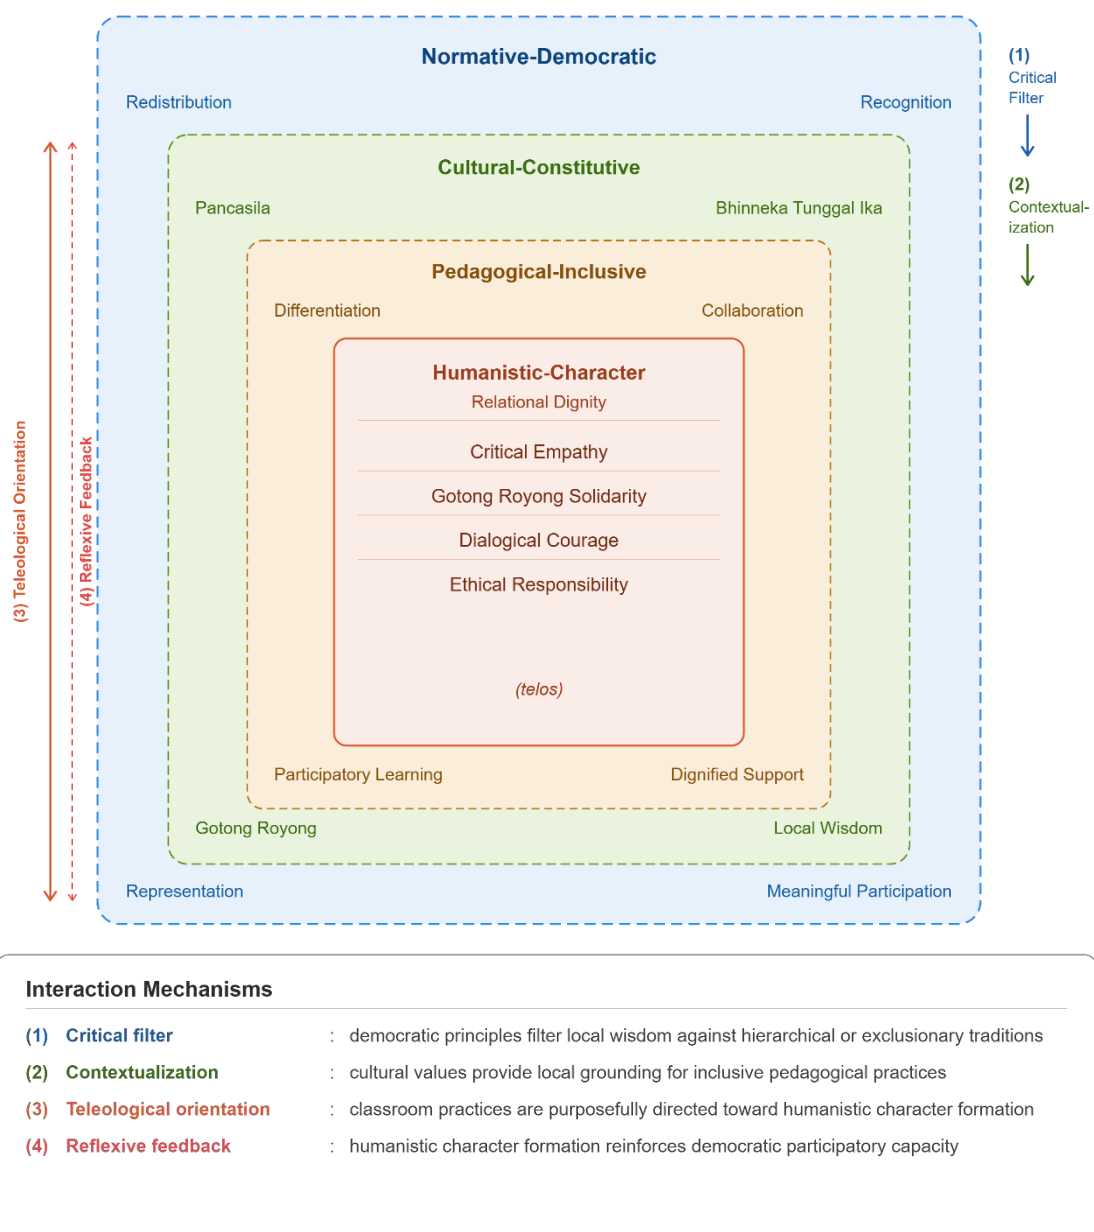 Normative-Democratic
(1)
Critical
Filter
Redistribution
Recognition
Cultural-Constitutive
(2)
Contextual-
ization
Pancasila
Bhinneka Tunggal Ika
Pedagogical-Inclusive
Differentiation
Collaboration
Humanistic-Character
Relational Dignity
Critical Empathy
Gotong Royong Solidarity
Dialogical Courage
Ethical Responsibility
(telos)
(3) Teleological Orientation
(4) Reflexive Feedback
Participatory Learning
Dignified Support
Gotong Royong
Local Wisdom
Representation
Meaningful Participation
Interaction Mechanisms
(1) Critical filter : democratic principles filter local wisdom against hierarchical or exclusionary traditions
(2) Contextualization : cultural values provide local grounding for inclusive pedagogical practices
(3) Teleological orientation : classroom practices are purposefully directed toward humanistic character formation
(4) Reflexive feedback : humanistic character formation reinforces democratic participatory capacity